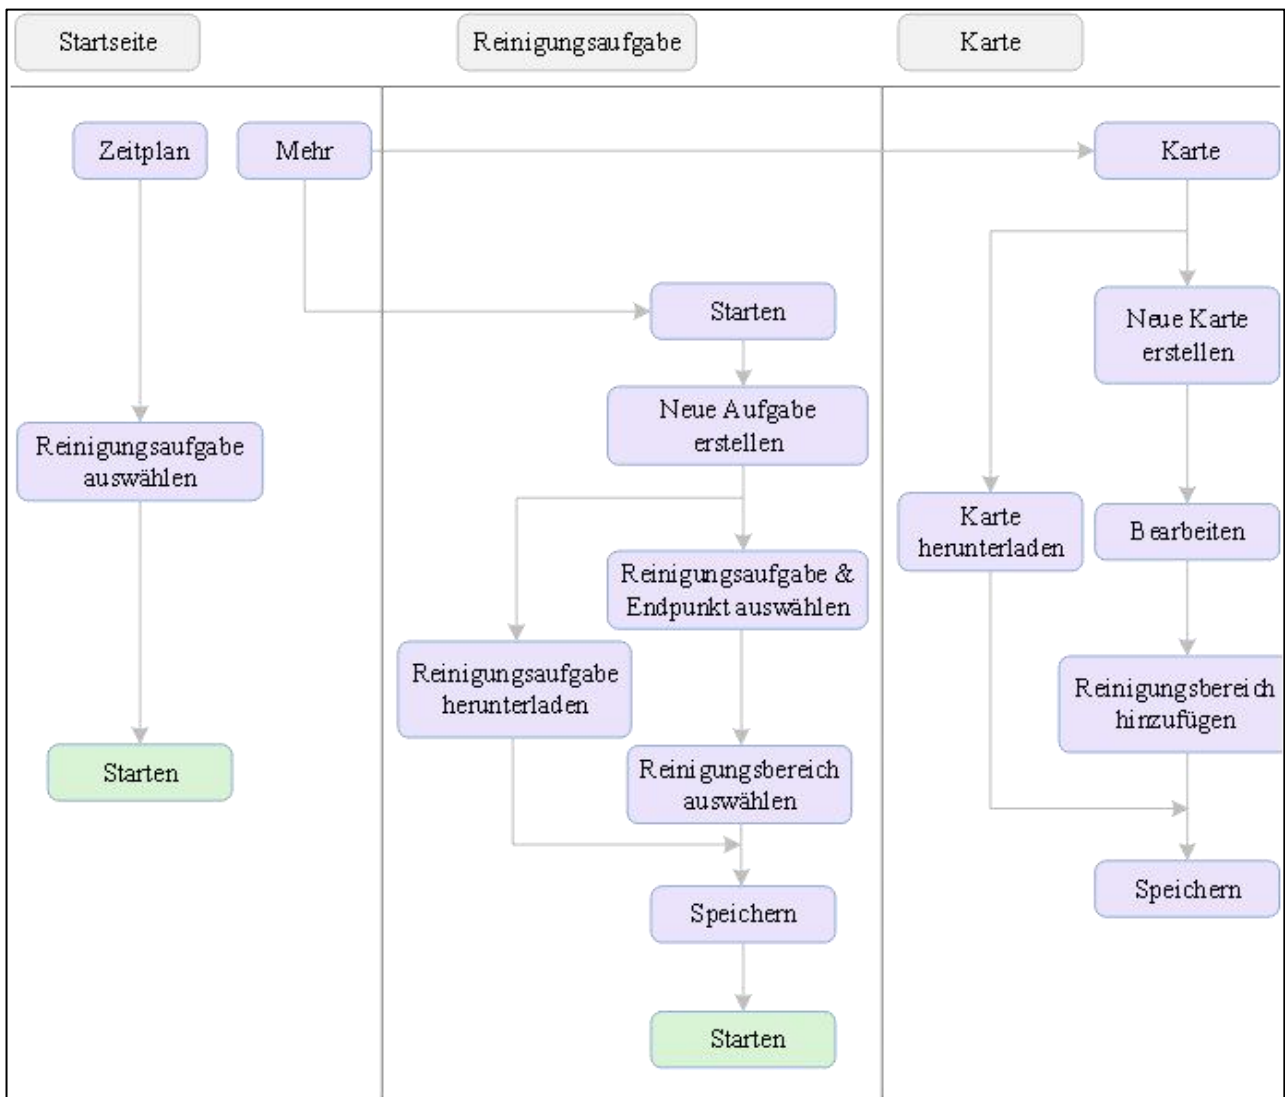 Startseite
Reinigungsaufgabe
Karte
Zeitplan
Mehr
Karte
Starten
Neue Karte
erstellen
Neue Aufgabe
erstellen
Reinigungsaufgabe
auswählen
Karte
herunterladen
Bearbeiten
Reinigungsaufgabe &
Endpunkt auswählen
Reinigungsaufgabe
herunterladen
Reinigungsbereich
hinzufügen
Starten
Reinigungsbereich
auswählen
Speichern
Speichern
Starten